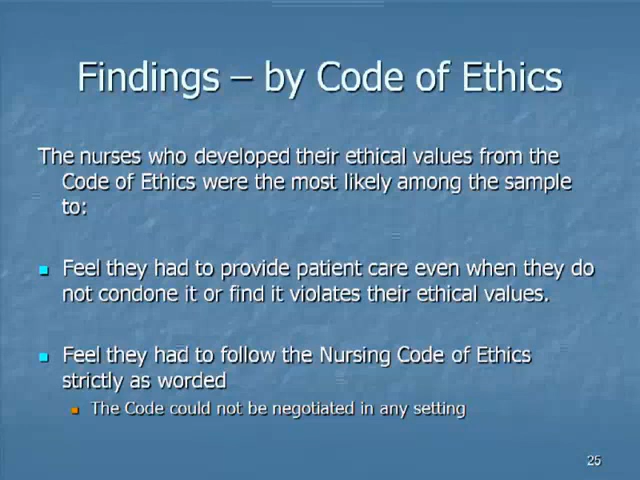 Findings – by Code of Ethics
The nurses who developed their ethical values from the
Code of Ethics were the most likely among the sample
to:
Feel they had to provide patient care even when they do
not condone it or find it violates their ethical values.
Feel they had to follow the Nursing Code of Ethics
strictly as worded
The Code could not be negotiated in any setting
25